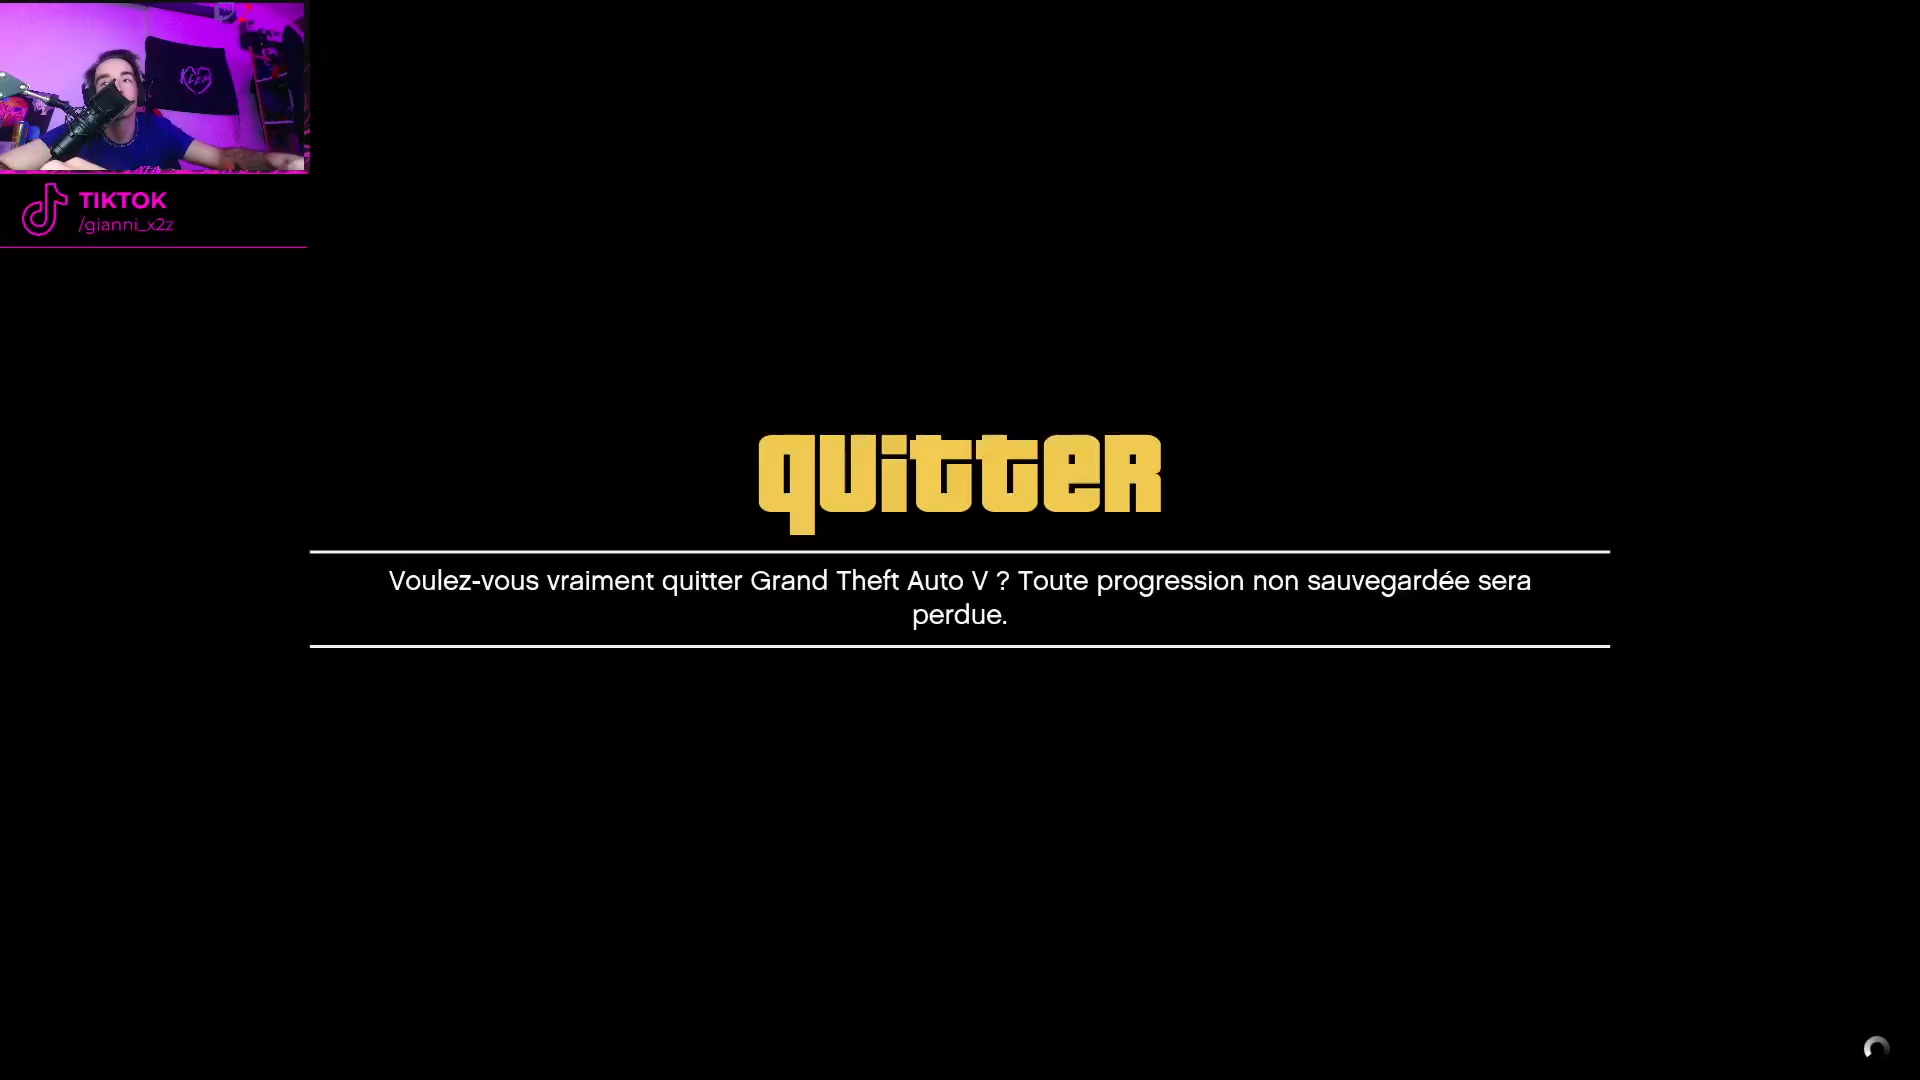 TIKTOK
/gianni_x2z
quitter
Voulez-vous vraiment quitter Grand Theft Auto V ? Toute progression non sauvegardée sera
perdue.